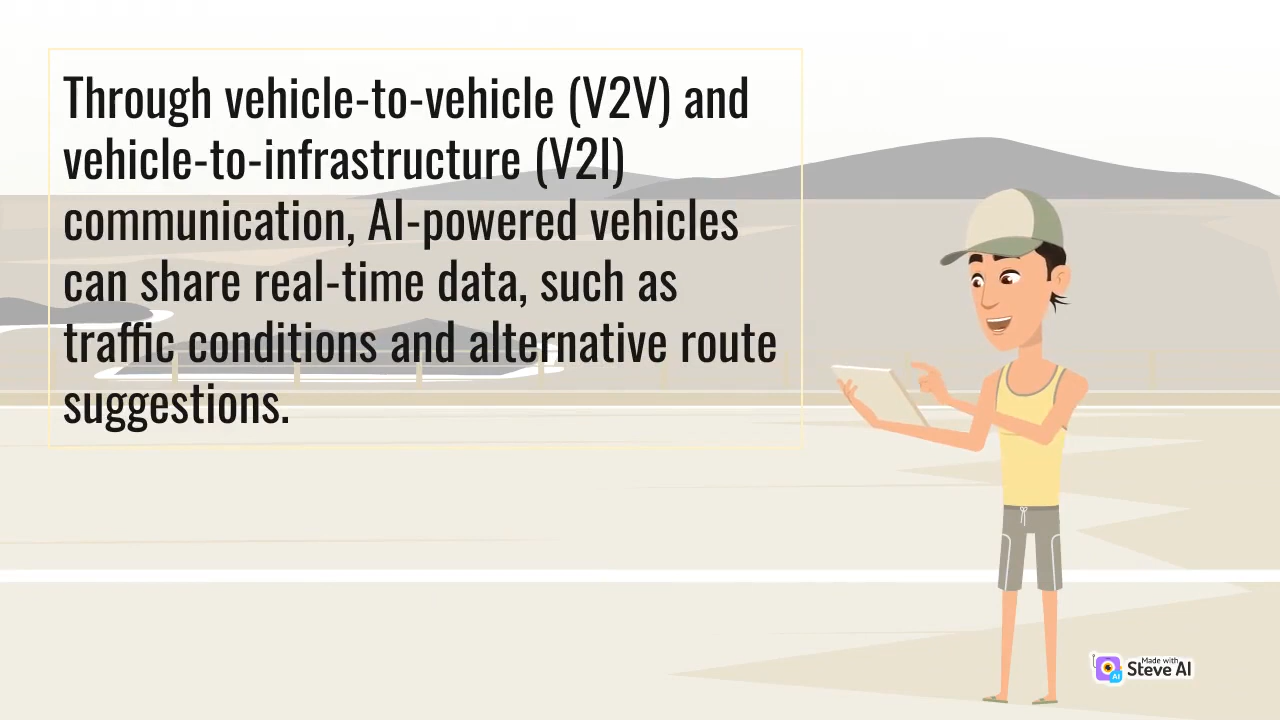 Through vehicle-to-vehicle (V2V) and
vehicle-to-infrastructure (V2I)
communication, AI-powered vehicles
can share real-time data, such as
traffic conditions and alternative route
suggestions.
Made with
Steve AI
AI